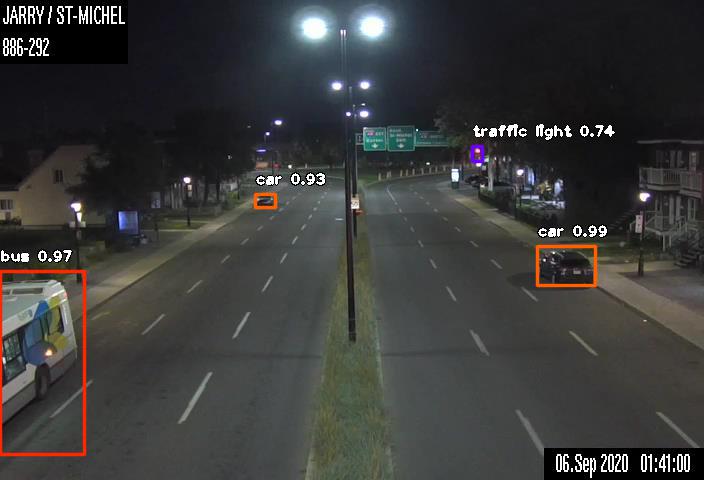 JARRY / ST-MICHEL
886-292
traffic light 0.74
car 0.93
car 0.99
bus 0.97
06.Sep 2020 01:41:00